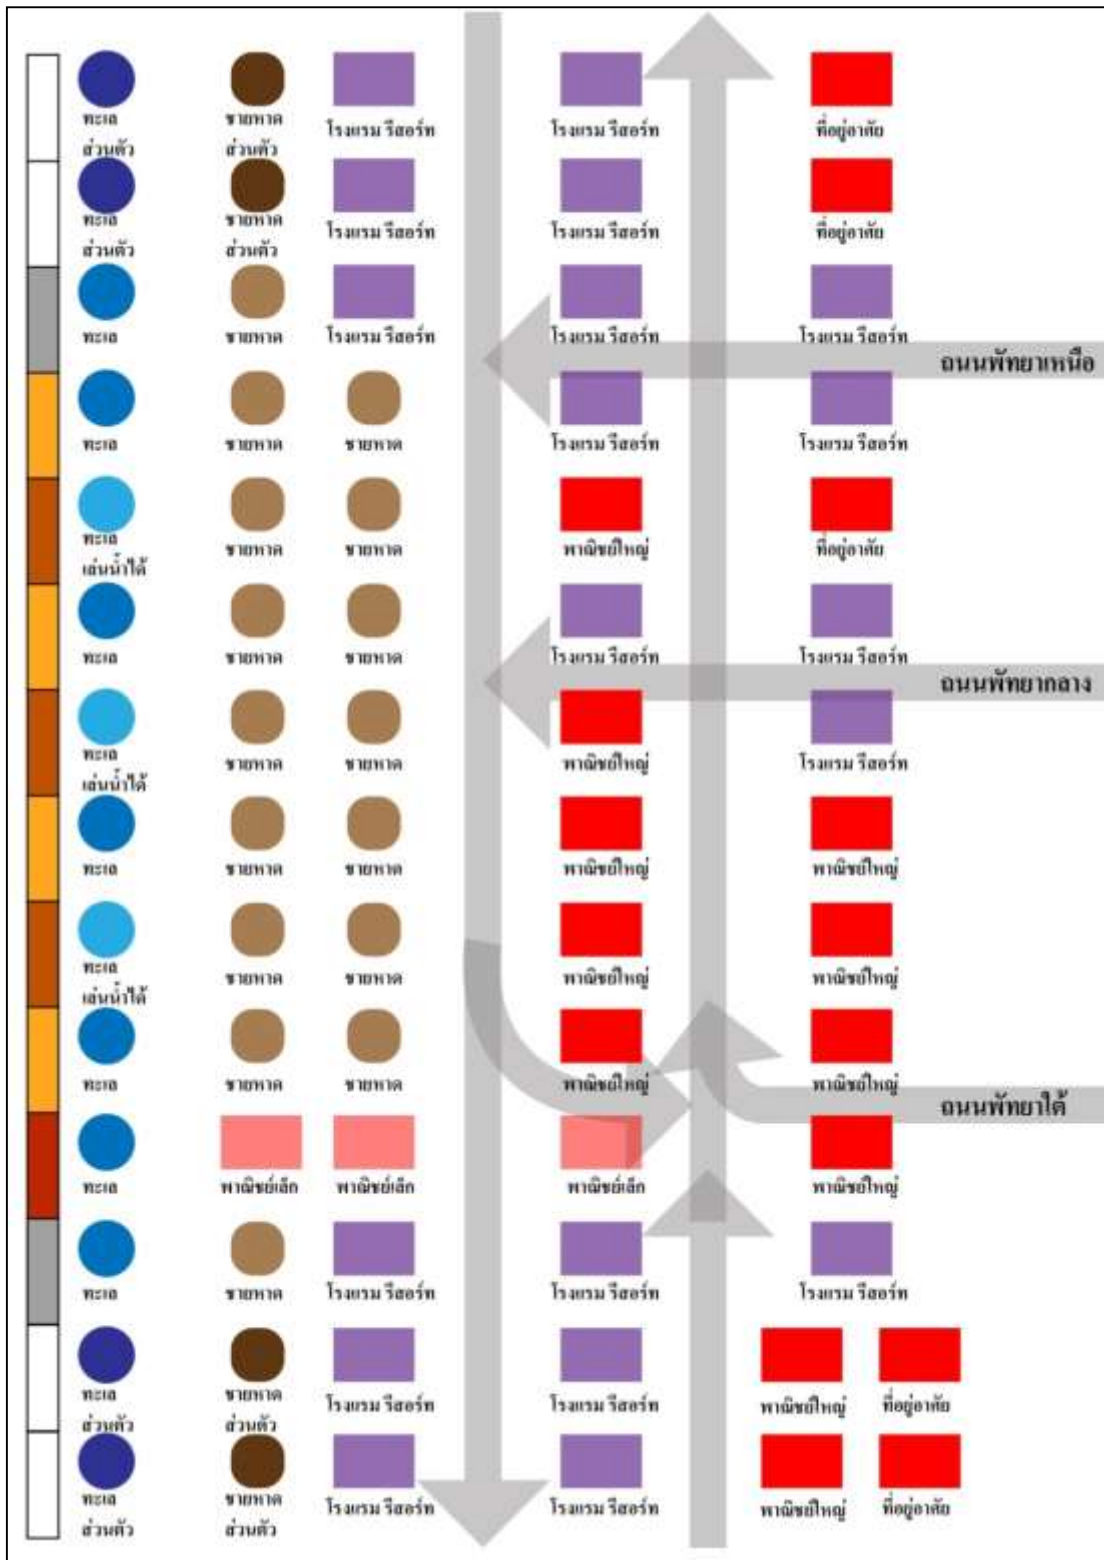 ทะเล ชายหาด โรงแรม รีสอร์ท โรงแรม รีสอร์ท ที่อยู่อาศัย
ส่วนตัว ส่วนตัว
ทะเล ชายหาด โรงแรม รีสอร์ท โรงแรม รีสอร์ท ที่อยู่อาศัย
ส่วนตัว ส่วนตัว
ทะเล ชายหาด โรงแรม รีสอร์ท โรงแรม รีสอร์ท โรงแรม รีสอร์ท
ถนนพัทยาเหนือ
ทะเล ชายหาด ชายหาด โรงแรม รีสอร์ท โรงแรม รีสอร์ท
ทะเล ชายหาด ชายหาด พาณิชย์ใหญ่ ที่อยู่อาศัย
เล่นน้ำได้
ทะเล ชายหาด ชายหาด โรงแรม รีสอร์ท โรงแรม รีสอร์ท
ถนนพัทยากลาง
ทะเล ชายหาด ชายหาด พาณิชย์ใหญ่ โรงแรม รีสอร์ท
เล่นน้ำได้
ทะเล ชายหาด ชายหาด พาณิชย์ใหญ่ พาณิชย์ใหญ่
ทะเล ชายหาด ชายหาด พาณิชย์ใหญ่ พาณิชย์ใหญ่
เล่นน้ำได้
ทะเล ชายหาด ชายหาด พาณิชย์ใหญ่ พาณิชย์ใหญ่
ถนนพัทยาใต้
ทะเล พาณิชย์เล็ก พาณิชย์เล็ก พาณิชย์เล็ก พาณิชย์ใหญ่
ทะเล ชายหาด โรงแรม รีสอร์ท โรงแรม รีสอร์ท โรงแรม รีสอร์ท
ทะเล ชายหาด โรงแรม รีสอร์ท โรงแรม รีสอร์ท พาณิชย์ใหญ่ ที่อยู่อาศัย
ส่วนตัว ส่วนตัว
ทะเล ชายหาด โรงแรม รีสอร์ท โรงแรม รีสอร์ท พาณิชย์ใหญ่ ที่อยู่อาศัย
ส่วนตัว ส่วนตัว